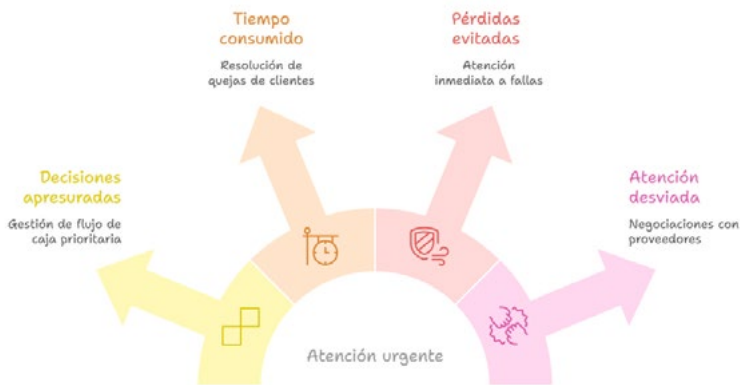 Tiempo
consumido
Resolución de
quejas de clientes
Pérdidas
evitadas
Atención
inmediata a fallas
Decisiones
apresuradas
Gestión de flujo de
caja prioritaria
Atención
desviada
Negociaciones con
proveedores
Atención urgente